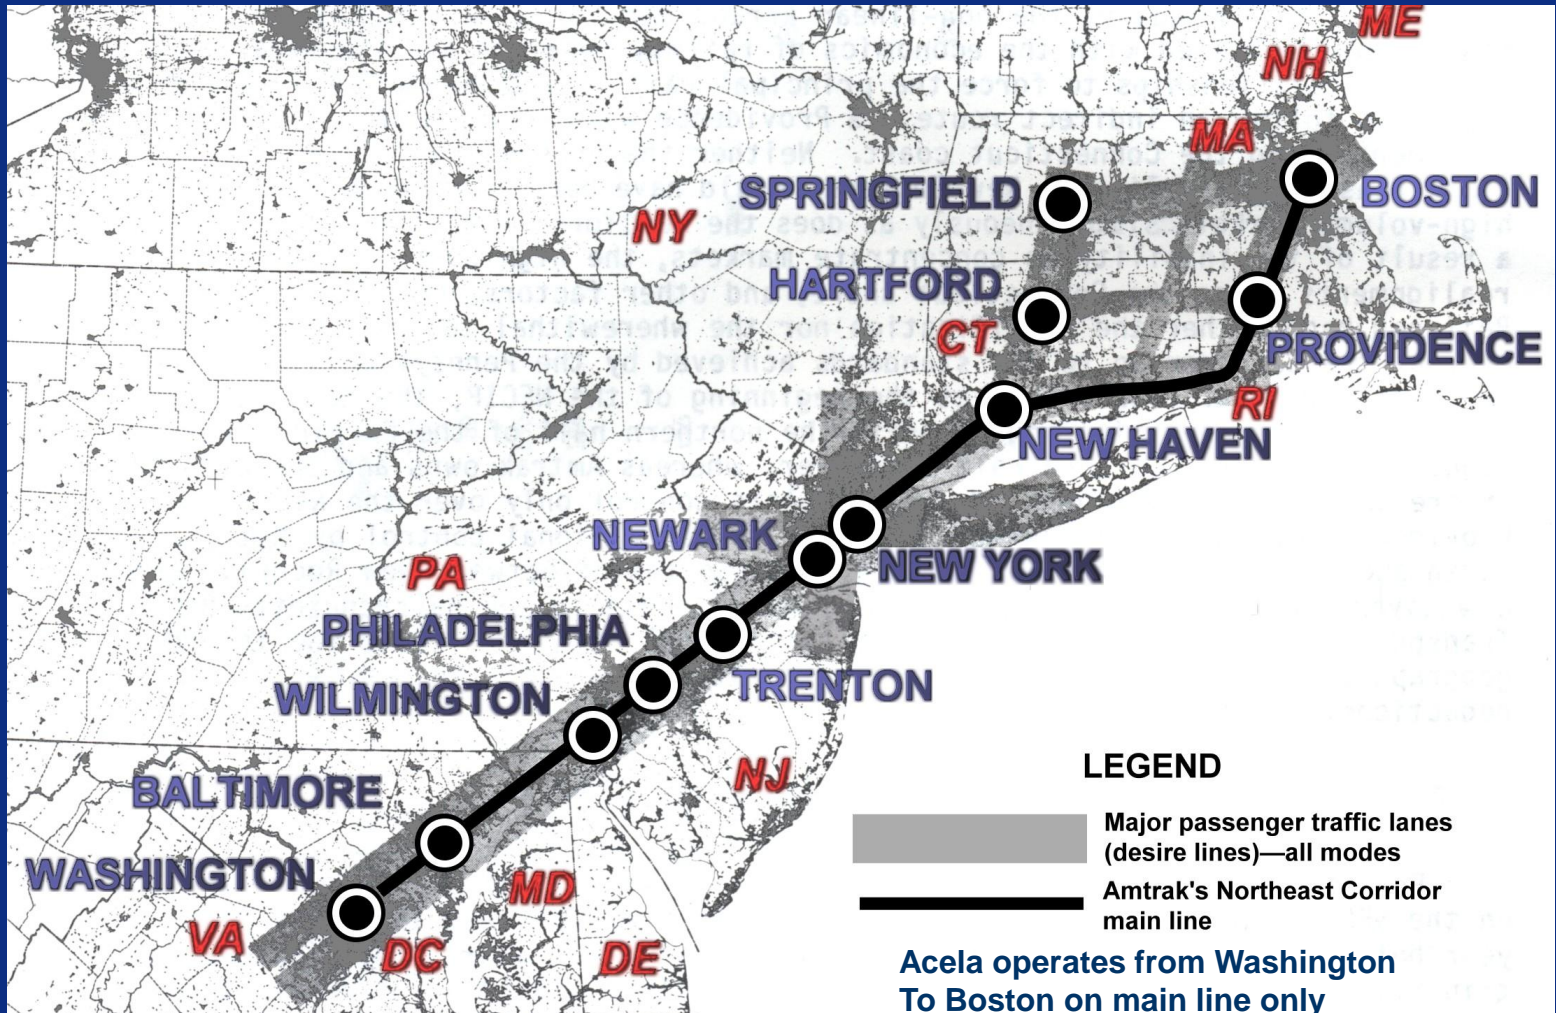 ME
NH
MA
SPRINGFIELD
BOSTON
NY
HARTFORD
CT
PROVIDENCE
RI
NEW HAVEN
NEWARK
NEW YORK
PA
PHILADELPHIA
TRENTON
WILMINGTON
NJ
BALTIMORE
WASHINGTON
MD
VA
DC
DE
LEGEND
Major passenger traffic lanes
(desire lines)—all modes
Amtrak's Northeast Corridor
main line
Acela operates from Washington
To Boston on main line only